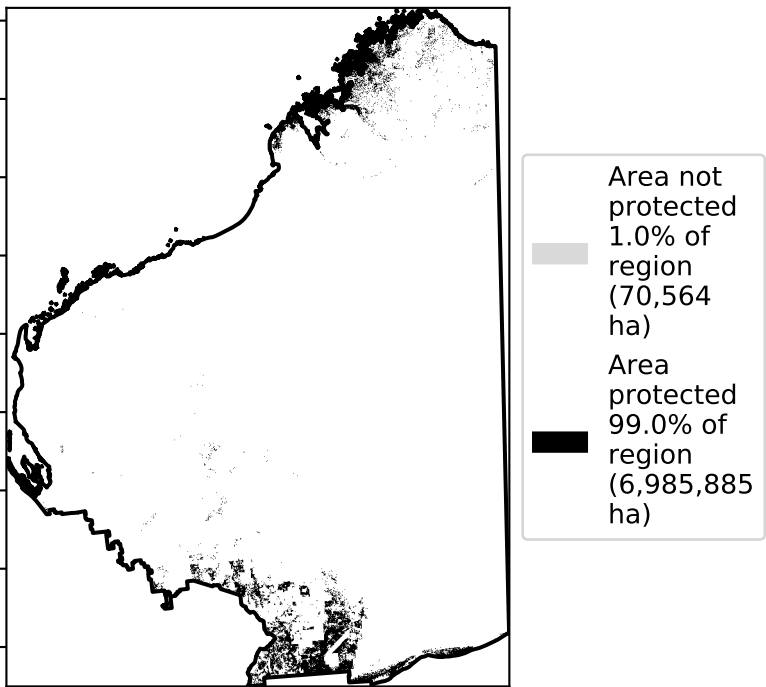 Area not
protected
1.0% of
region
(70,564
ha)
Area
protected
99.0% of
region
(6,985,885
ha)